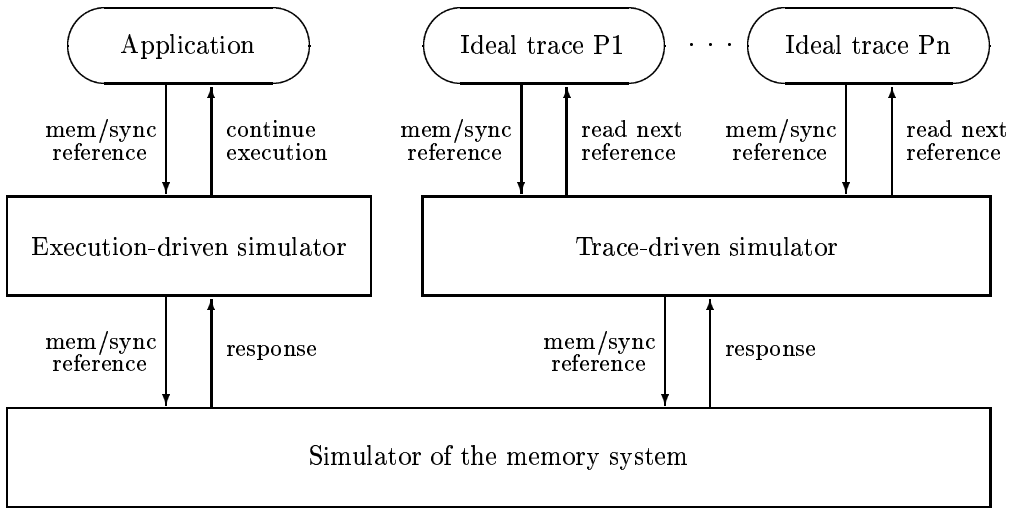 Application
Ideal trace P1
· · ·
Ideal trace Pn
mem/sync
reference
continue
execution
mem/sync
reference
read next
reference
mem/sync
reference
read next
reference
Execution-driven simulator
Trace-driven simulator
mem/sync
reference
response
mem/sync
reference
response
Simulator of the memory system